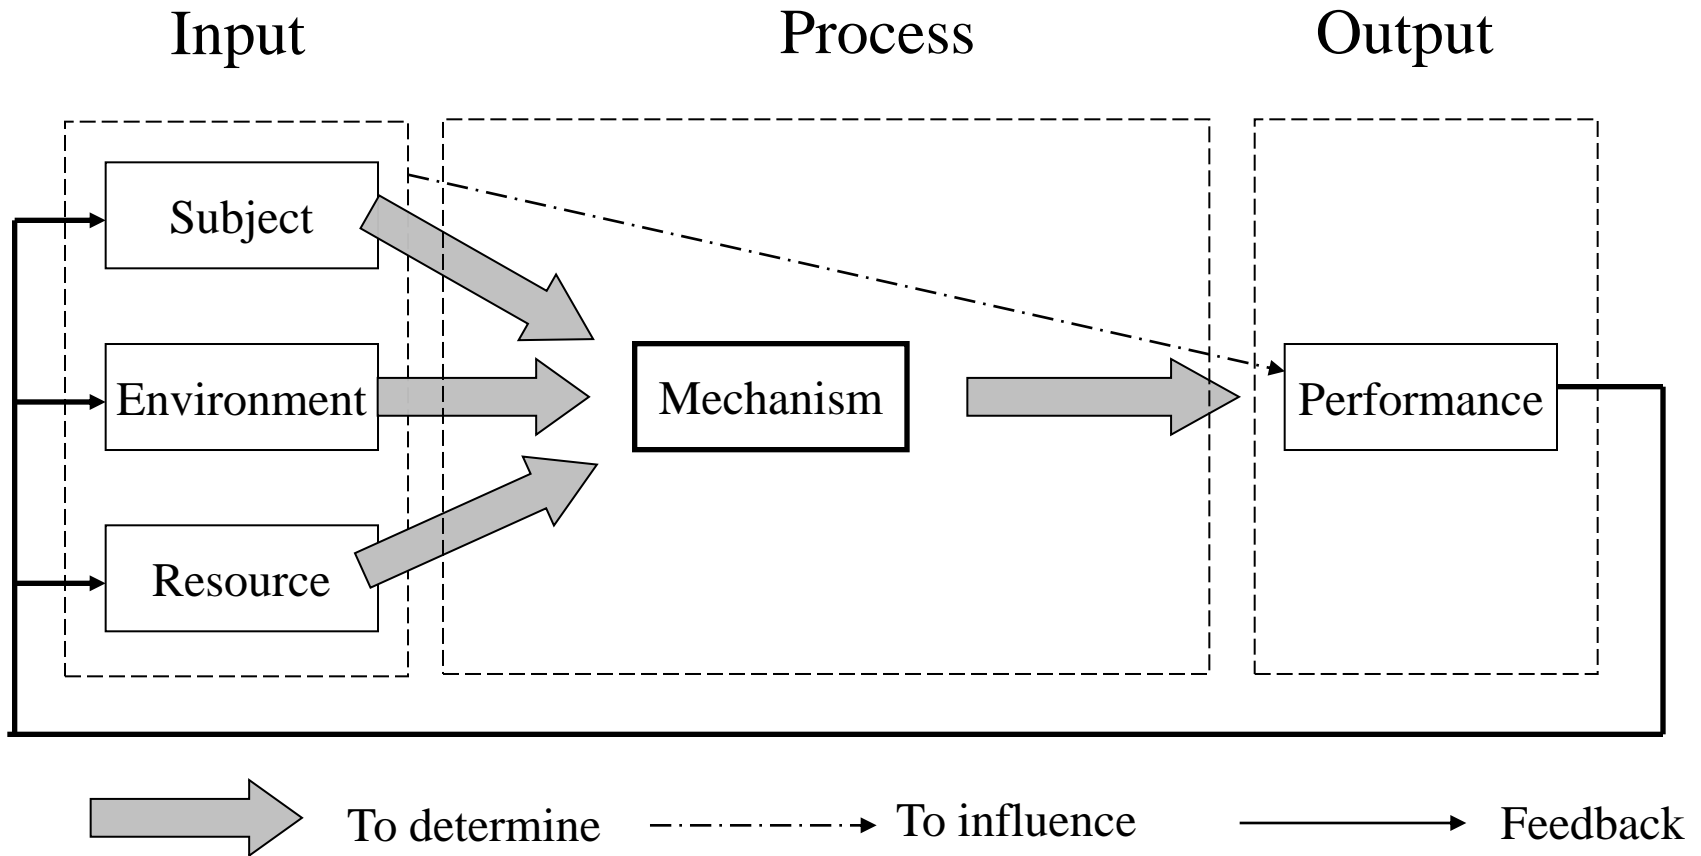 Input
Process
Output
Subject
Environment
Mechanism
Performance
Resource
To determine
To influence
Feedback